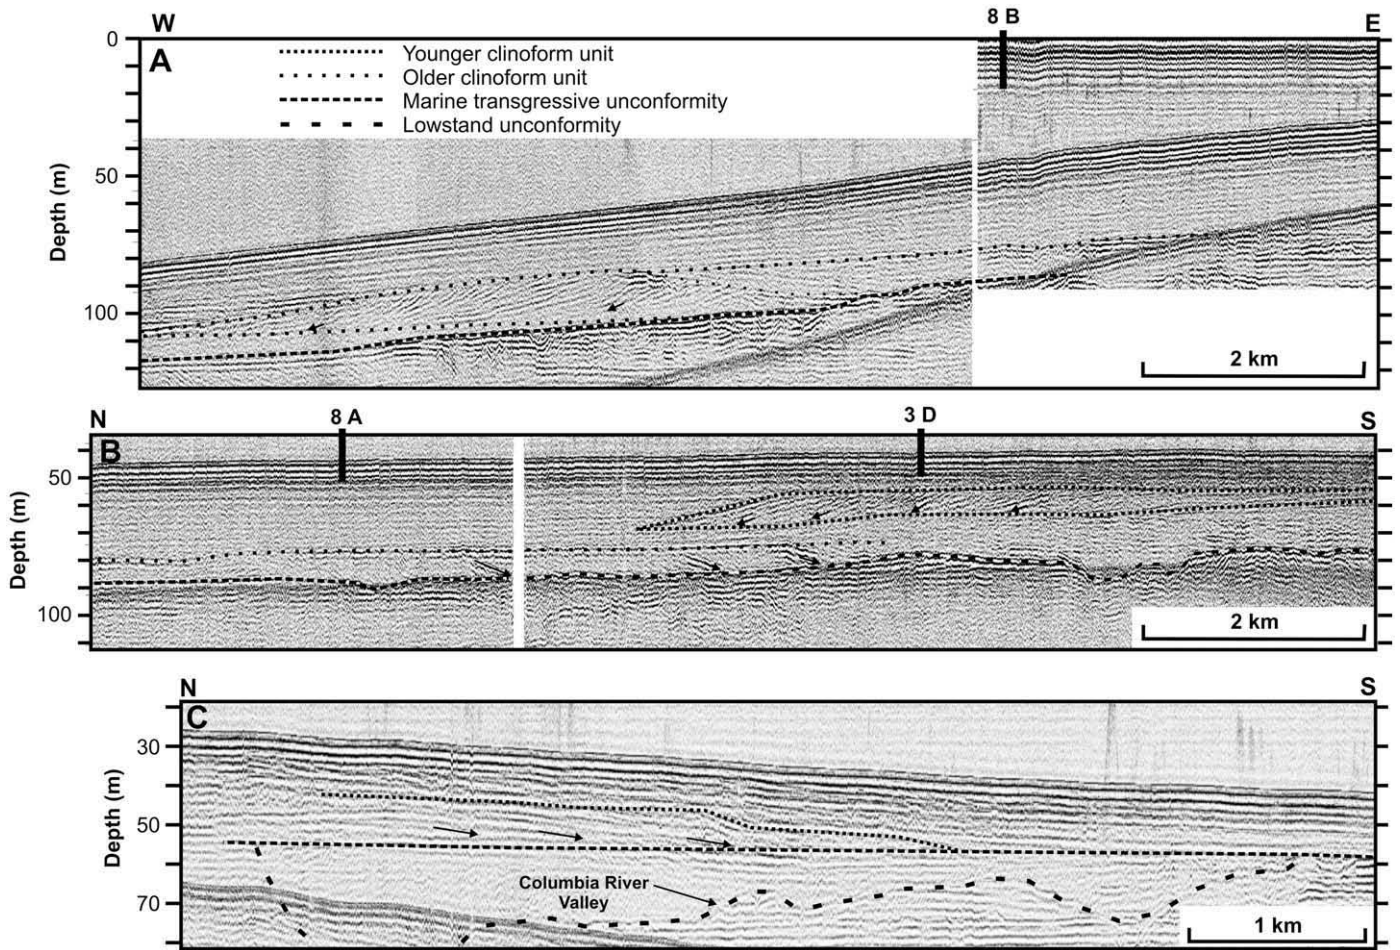 W
8 B
E
0
A
Younger clinoform unit
Older clinoform unit
Marine transgressive unconformity
Lowstand unconformity
50
Depth (m)
100
2 km
N
8 A
3 D
S
B
50
Depth (m)
100
2 km
N
S
C
30
50
Depth (m)
70
Columbia River
Valley
1 km